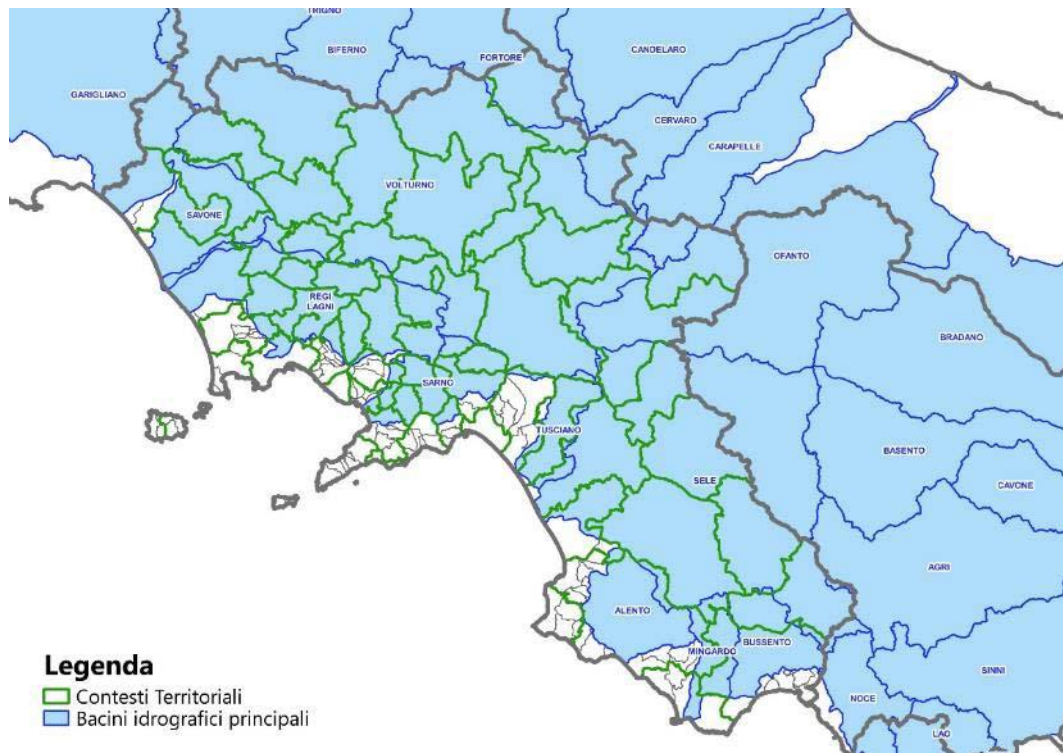 TRIGNO
BIFERNO
FORTORE
CANDELARO
GARIGLIANO
CERVARO
CARAPELLE
VOLTURNO
SAVONE
OFANTO
REGI
LAGNI
BRADANO
SARNO
TUSCIANO
BASENTO
SELE
CAVONE
AGRI
ALENTO
BUSSENTO
MINGARDO
SINNI
NOCE
LAO
Legenda
Contesti Territoriali
Bacini idrografici principali